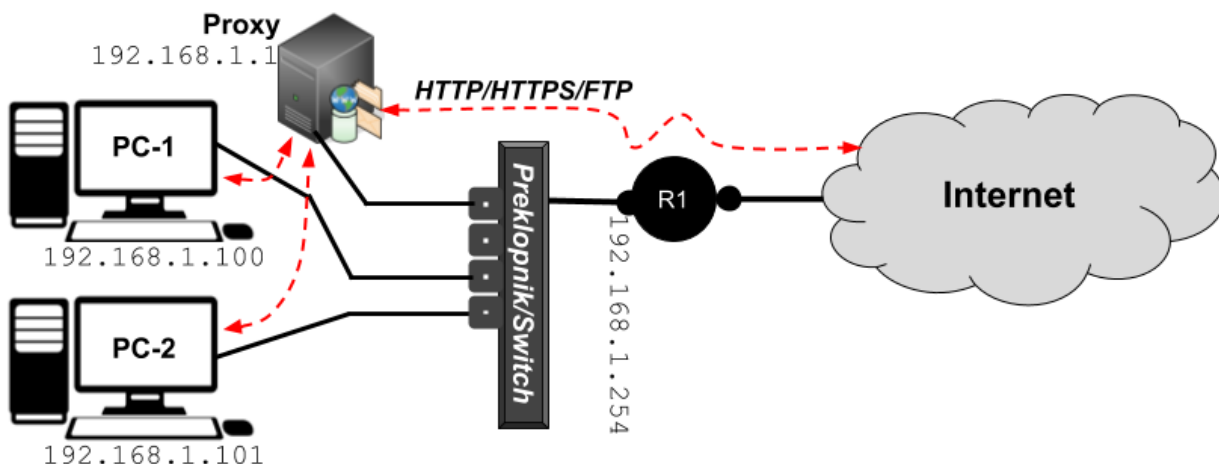 Proxy
192.168.1.1
HTTP/HTTPS/FTP
PC-1
192.168.1.100
Preklopnik/Switch
R1
192.168.1.254
Internet
PC-2
192.168.1.101